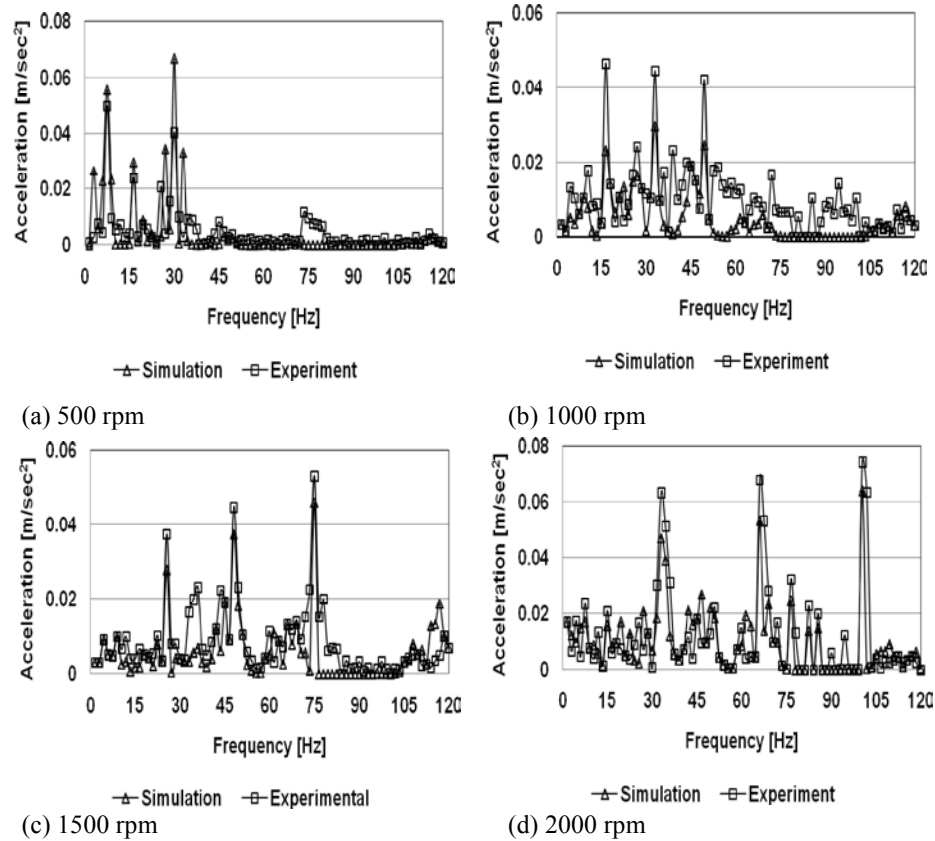 Acceleration [m/sec²]
0.08
0.06
0.04
0.02
0
0 15 30 45 60 75 90 105 120
Frequency [Hz]
Simulation Experiment
(a) 500 rpm
Acceleration [m/sec²]
0.06
0.04
0.02
0
0 15 30 45 60 75 90 105 120
Frequency [Hz]
Simulation Experiment
(b) 1000 rpm
Acceleration [m/sec²]
0.06
0.04
0.02
0
0 15 30 45 60 75 90 105 120
Frequency [Hz]
Simulation Experimental
(c) 1500 rpm
Acceleration [m/sec²]
0.08
0.06
0.04
0.02
0
0 15 30 45 60 75 90 105 120
Frequency [Hz]
Simulation Experiment
(d) 2000 rpm